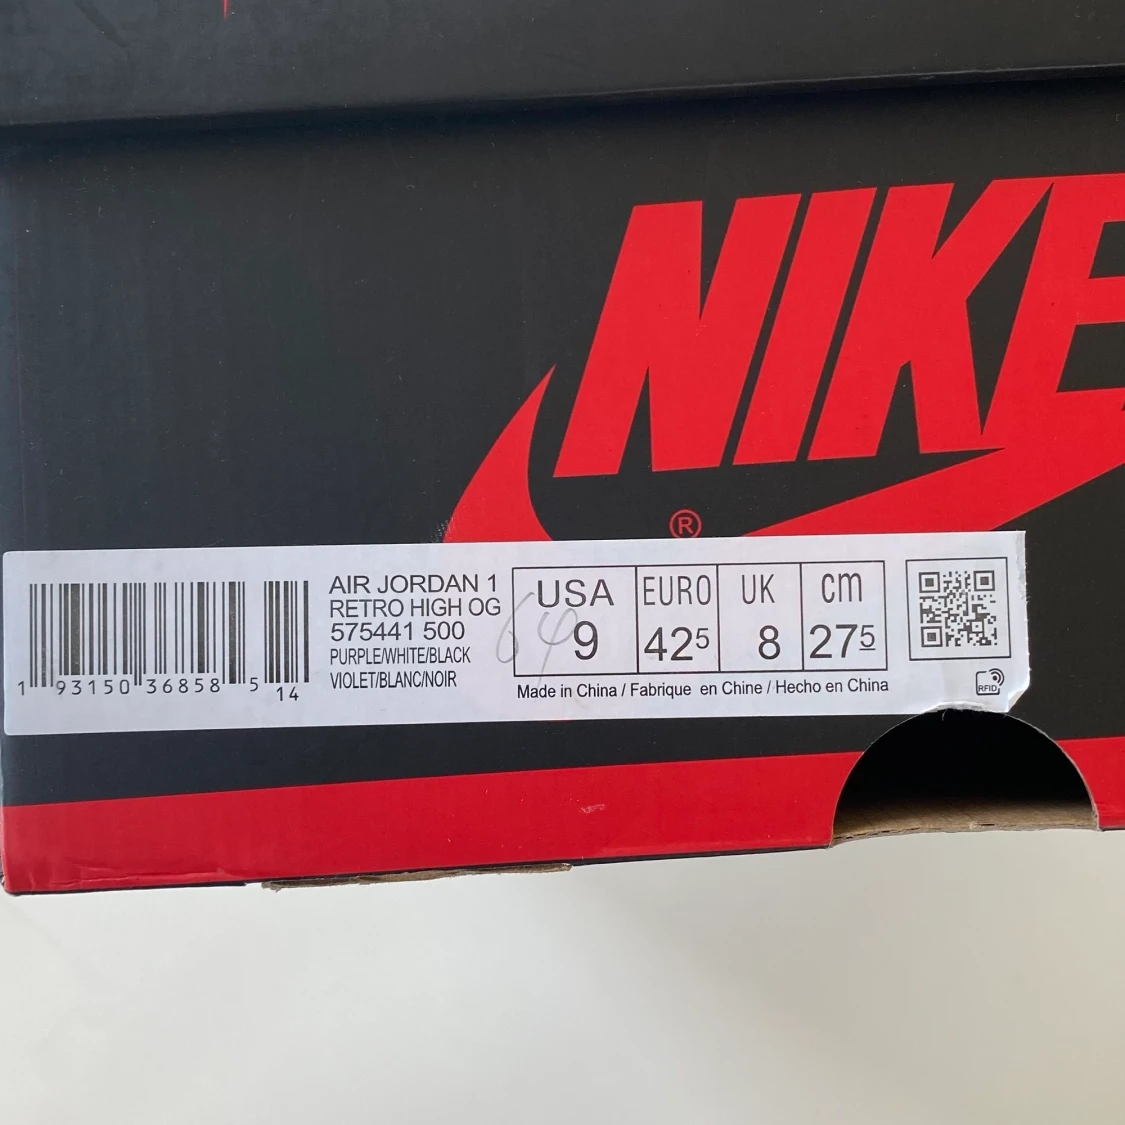 NIKE
®
AIR JORDAN 1
RETRO HIGH OG
575441 500
PURPLE/WHITE/BLACK
VIOLET/BLANC/NOIR
1 93150 36858 5
14
USA EURO UK cm
9 42 5 8 27 5
64
Made in China / Fabrique en Chine / Hecho en China
RFID